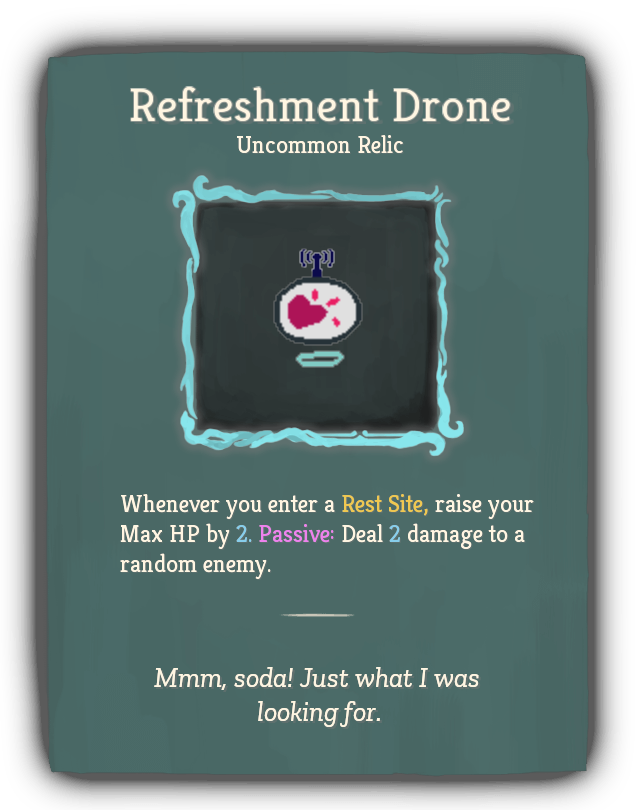 Refreshment Drone
Uncommon Relic
Whenever you enter a Rest Site, raise your
Max HP by 2. Passive: Deal 2 damage to a
random enemy.
Mmm, soda! Just what I was
looking for.